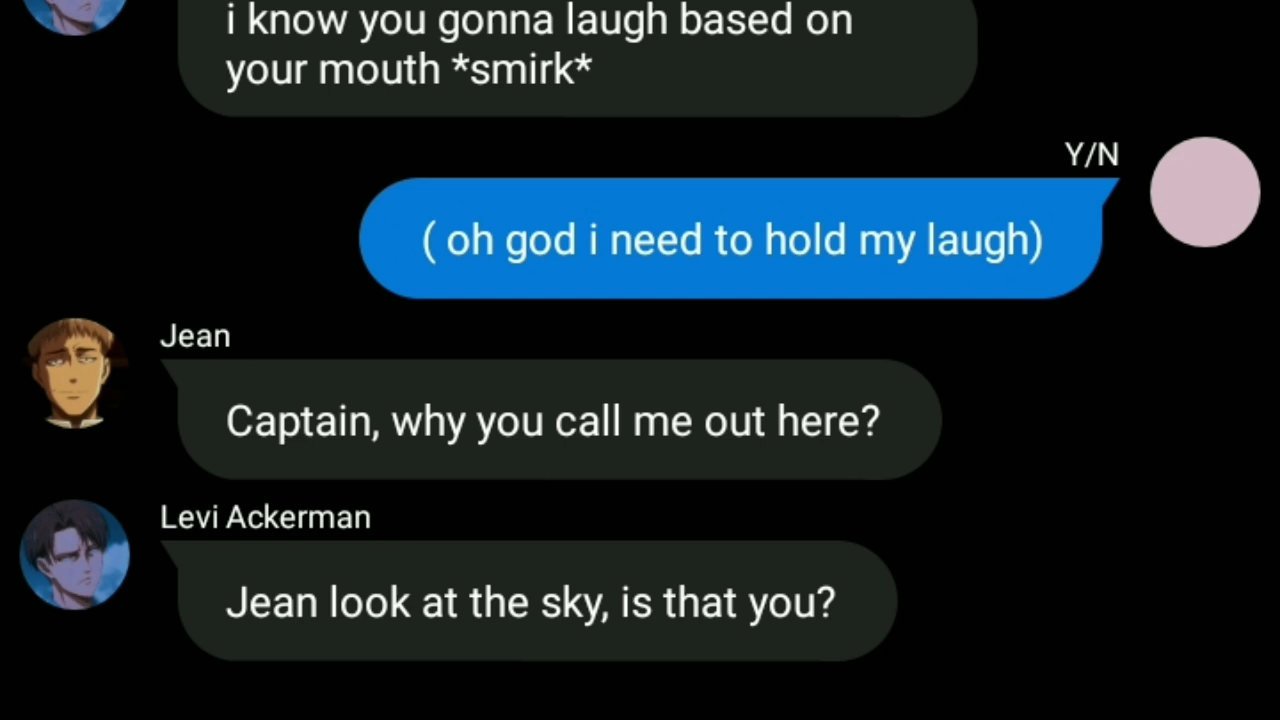 i know you gonna laugh based on
your mouth *smirk*
Y/N
( oh god i need to hold my laugh)
Jean
Captain, why you call me out here?
Levi Ackerman
Jean look at the sky, is that you?